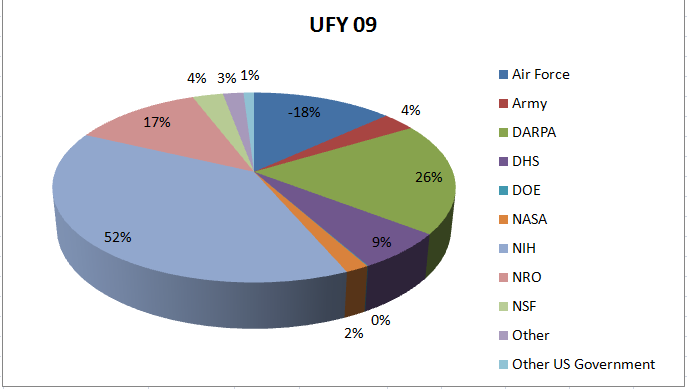 UFY 09
-18%
4%
26%
9%
0%
2%
52%
17%
4%
3%
1%
Air Force
Army
DARPA
DHS
DOE
NASA
NIH
NRO
NSF
Other
Other US Government